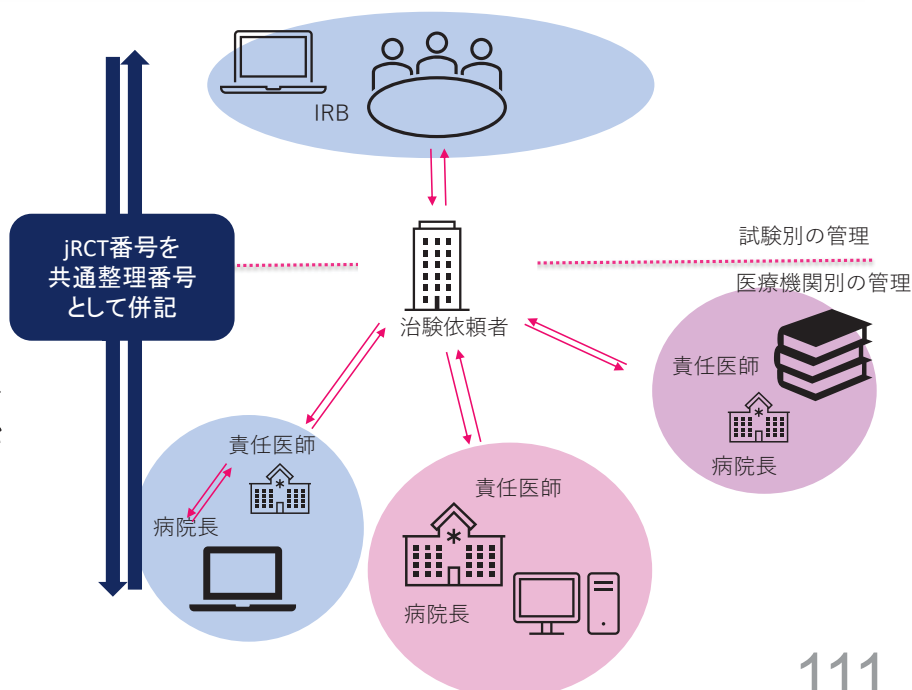 IRB
jRCT番号を
共通整理番号
として併記
試験別の管理
医療機関別の管理
治験依頼者
責任医師
病院長
責任医師
病院長
責任医師
病院長
111